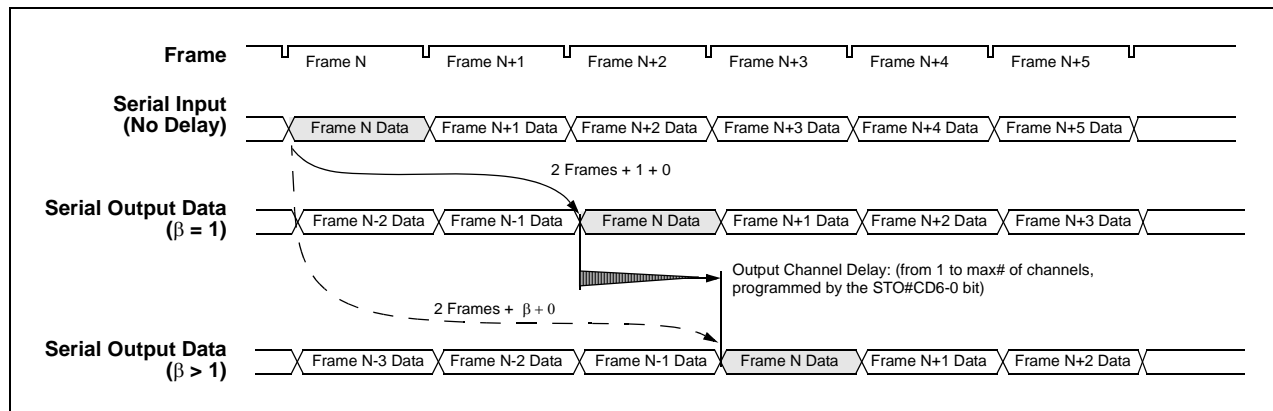 Frame
Frame N
Frame N+1
Frame N+2
Frame N+3
Frame N+4
Frame N+5
Serial Input
(No Delay)
Frame N Data
Frame N+1 Data
Frame N+2 Data
Frame N+3 Data
Frame N+4 Data
Frame N+5 Data
2 Frames + 1 + 0
Serial Output Data
(β = 1)
Frame N-2 Data
Frame N-1 Data
Frame N Data
Frame N+1 Data
Frame N+2 Data
Frame N+3 Data
Output Channel Delay: (from 1 to max# of channels,
programmed by the STO#CD6-0 bit)
2 Frames + β + 0
Serial Output Data
(β > 1)
Frame N-3 Data
Frame N-2 Data
Frame N-1 Data
Frame N Data
Frame N+1 Data
Frame N+2 Data